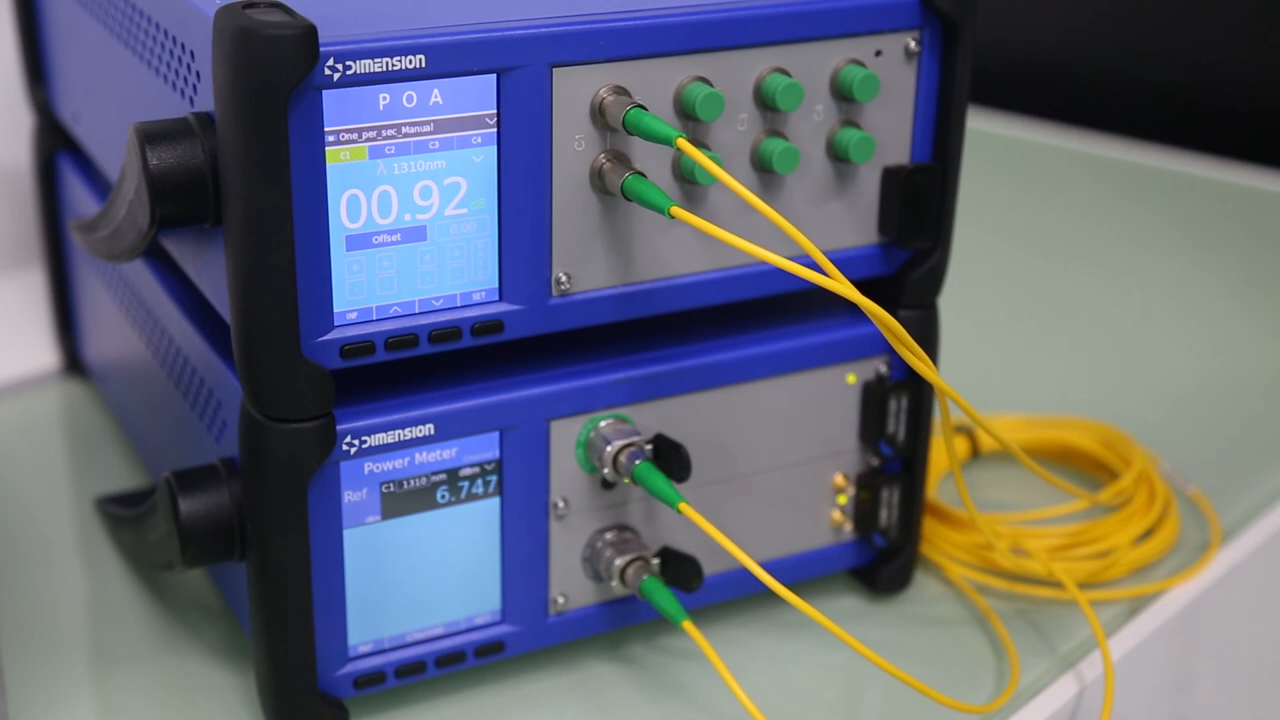 DIMENSION
POA
One_per_sec_Manual
C1 C2 C3 C4
λ 1310nm
00.92
Offset 0.00
+ + + +
- - - -
INF SET
C1
DIMENSION
Power Meter
Ref C1 1310 nm dBm
6.747
dBm